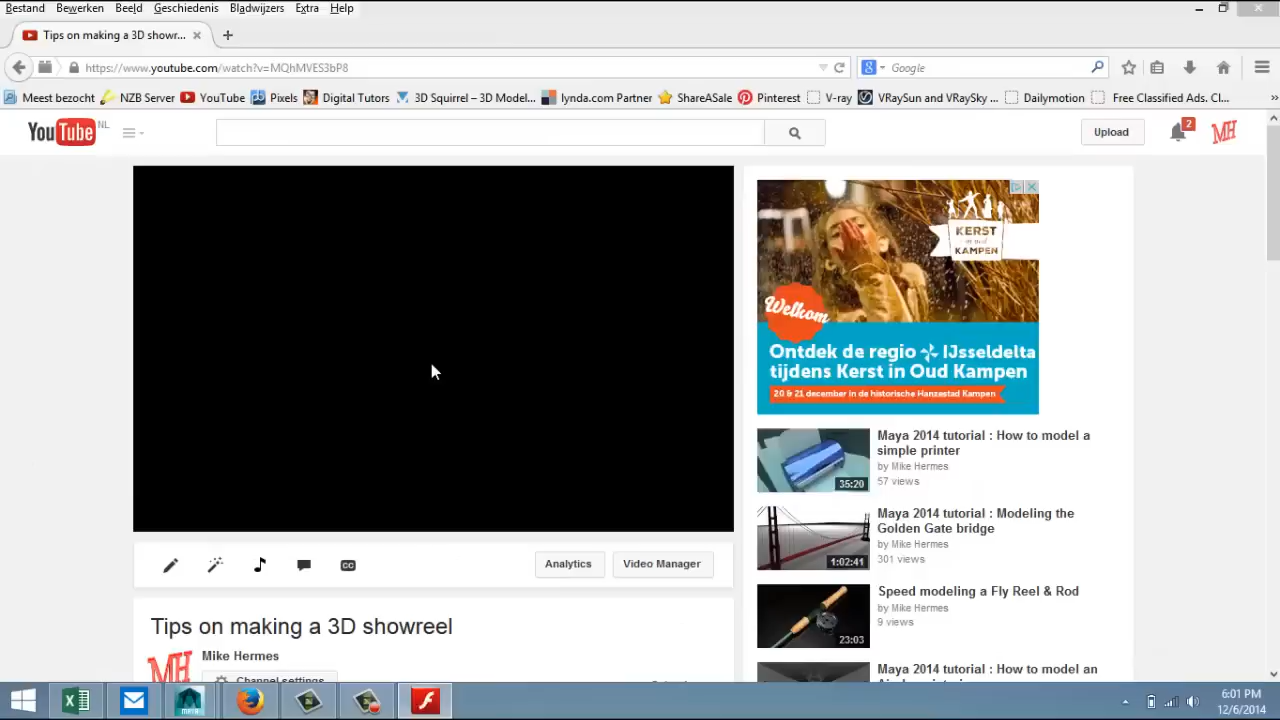 Bestand Bewerken Beeld Geschiedenis Bladwijzers Extra Help
Tips on making a 3D showr...
https://www.youtube.com/watch?v=MQhMVES3bP8
Google
Meest bezocht NZB Server YouTube Pixels Digital Tutors 3D Squirrel – 3D Model... lynda.com Partner ShareASale Pinterest V-ray VRaySun and VRaySky ... Dailymotion Free Classified Ads. Cl...
YouTube NL
Upload
2
MH
KERST
in oud
KAMPEN
Welkom
Ontdek de regio IJsseldelta
tijdens Kerst in Oud Kampen
20 & 21 december in de historische Hanzestad Kampen
Maya 2014 tutorial : How to model a
simple printer
by Mike Hermes
57 views
35:20
Maya 2014 tutorial : Modeling the
Golden Gate bridge
by Mike Hermes
301 views
1:02:41
Speed modeling a Fly Reel & Rod
by Mike Hermes
9 views
23:03
Maya 2014 tutorial : How to model an
CC
Analytics
Video Manager
Tips on making a 3D showreel
MH
Mike Hermes
Channel settings
MAYA
6:01 PM
12/6/2014